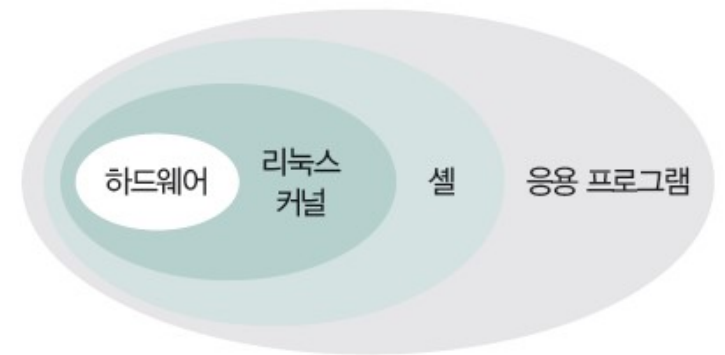 하드웨어
리눅스
커널
셸
응용 프로그램